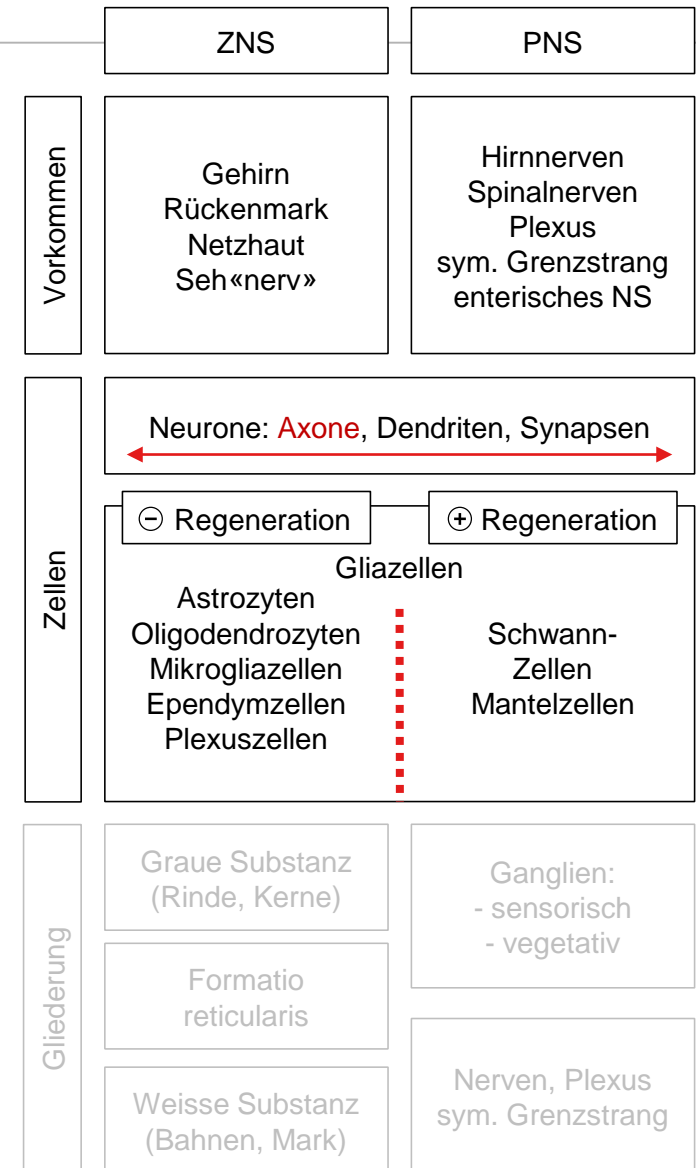 ZNS
PNS
Vorkommen
Gehirn
Rückenmark
Netzhaut
Seh«nerv»
Hirnnerven
Spinalnerven
Plexus
sym. Grenzstrang
enterisches NS
Zellen
Neurone: Axone, Dendriten, Synapsen
⊖ Regeneration
⊕ Regeneration
Gliazellen
Astrozyten
Oligodendrozyten
Mikrogliazellen
Ependymzellen
Plexuszellen
Schwann-
Zellen
Mantelzellen
Gliederung
Graue Substanz
(Rinde, Kerne)
Formatio
reticularis
Weisse Substanz
(Bahnen, Mark)
Ganglien:
- sensorisch
- vegetativ
Nerven, Plexus
sym. Grenzstrang